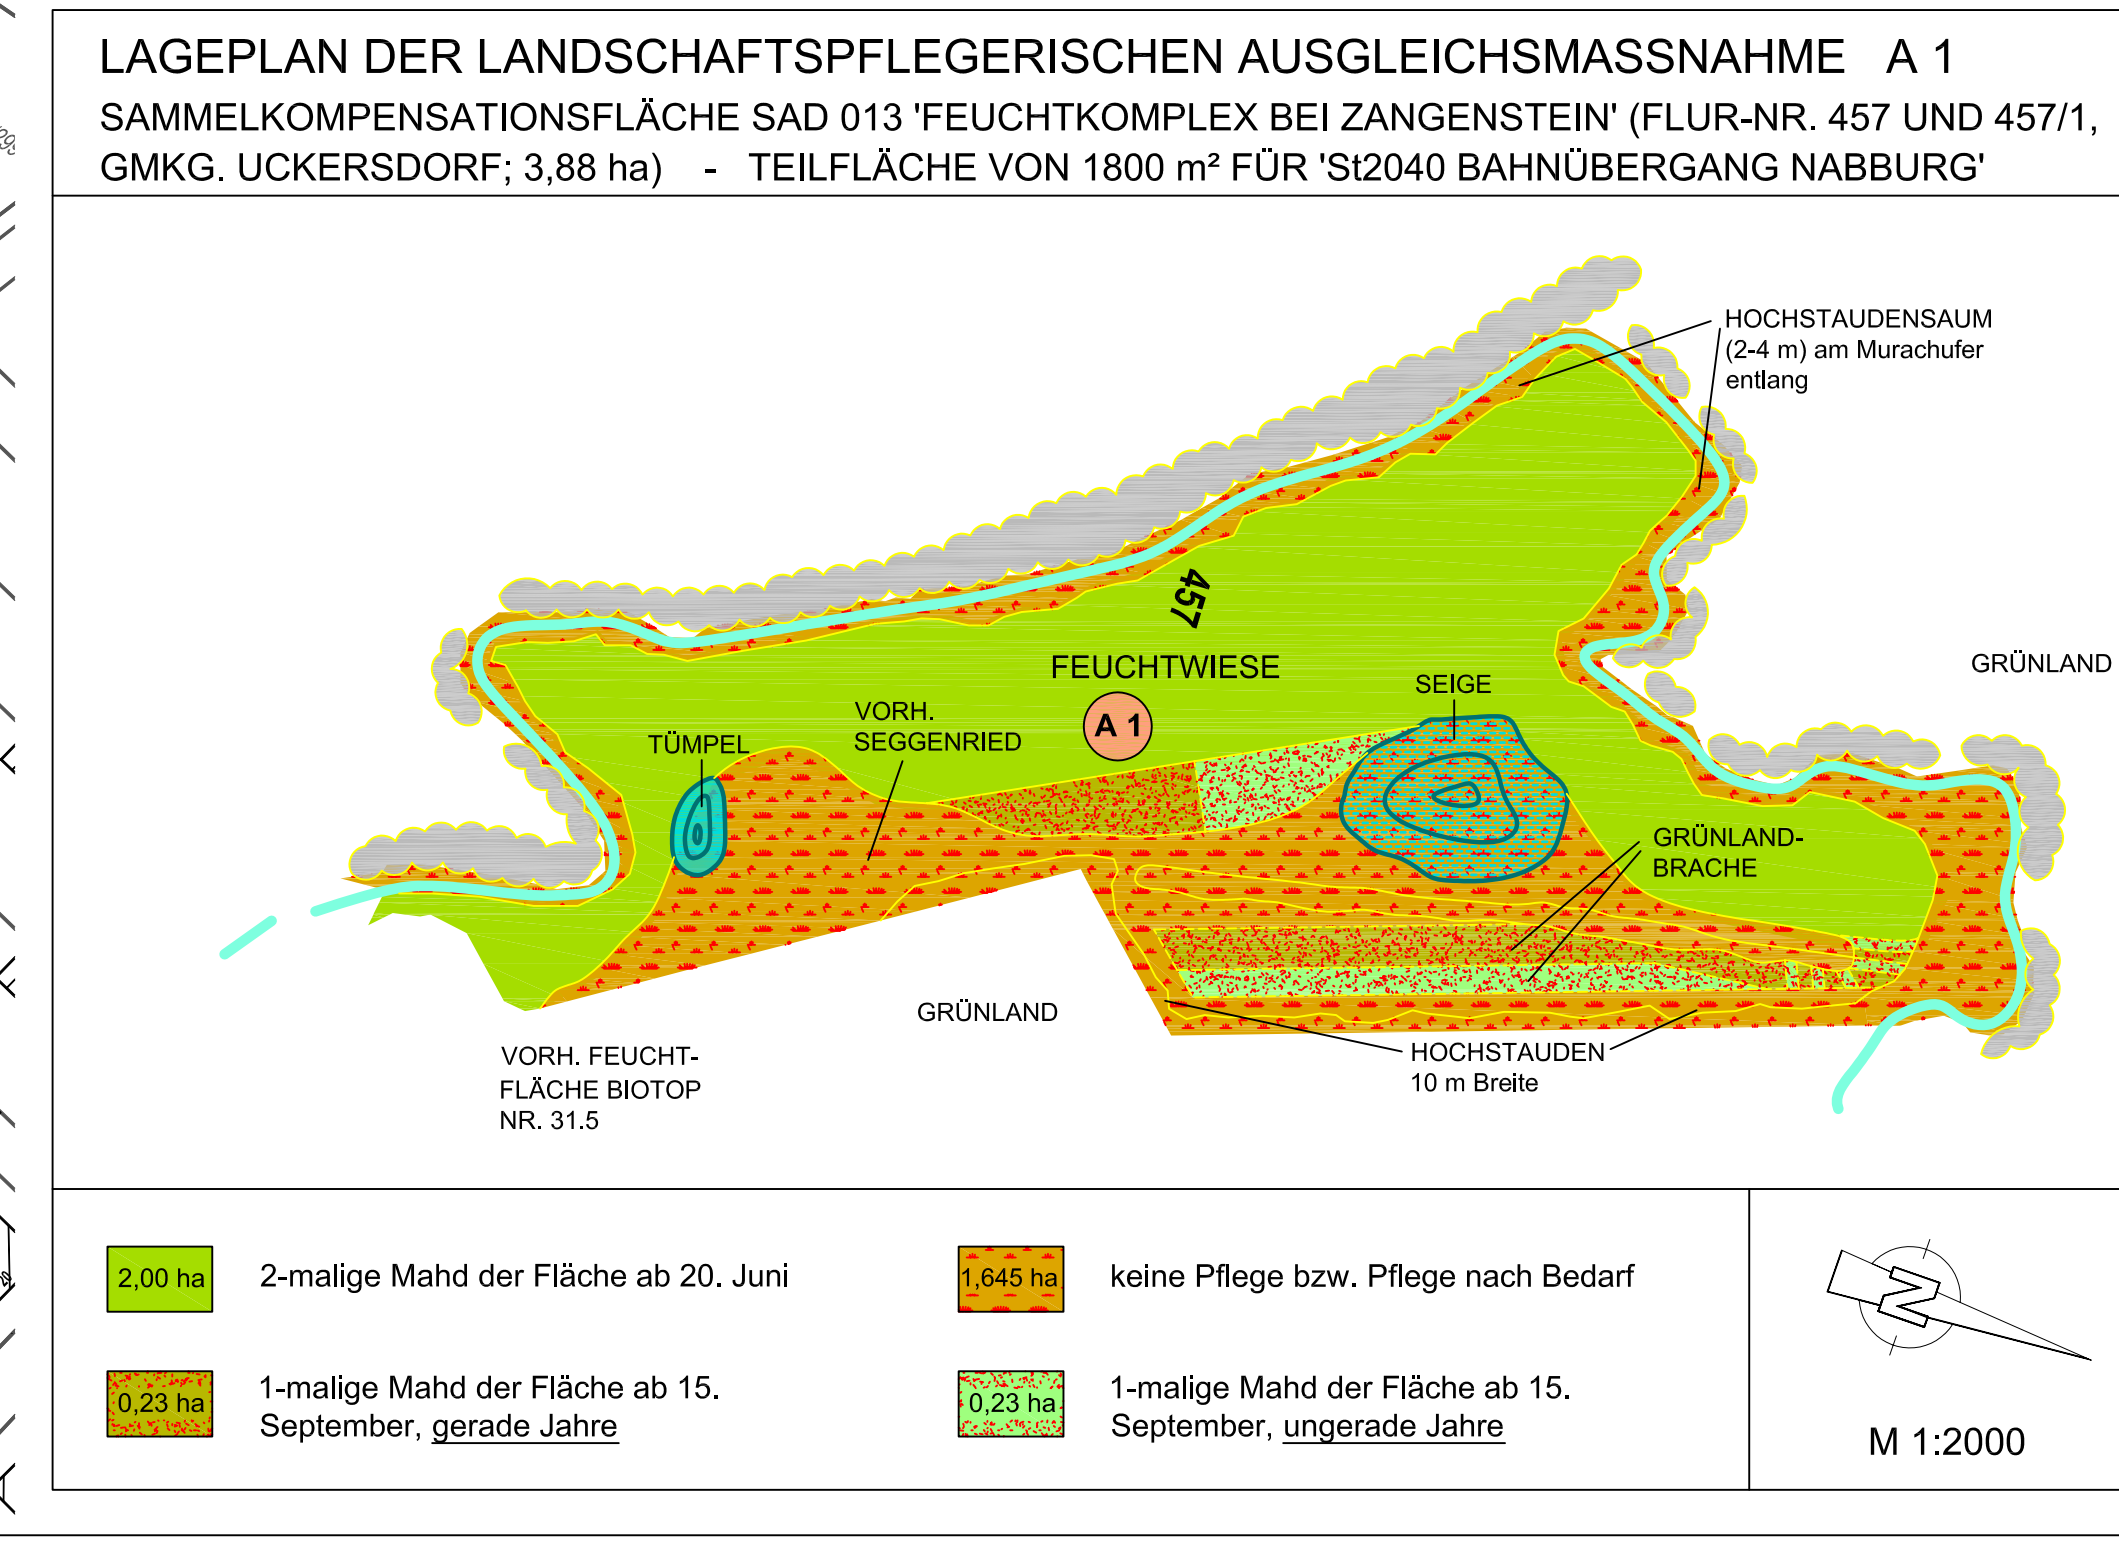 LAGEPLAN DER LANDSCHAFTSPFLEGERISCHEN AUSGLEICHSMASSNAHME A 1
SAMMELKOMPENSATIONSFLÄCHE SAD 013 'FEUCHTKOMPLEX BEI ZANGENSTEIN' (FLUR-NR. 457 UND 457/1,
GMKG. UCKERSDORF; 3,88 ha) - TEILFLÄCHE VON 1800 m² FÜR 'St2040 BAHNÜBERGANG NABBURG'
HOCHSTAUDENSAUM
(2-4 m) am Murachufer
entlang
457
FEUCHTWIESE
A 1
GRÜNLAND
SEIGE
VORH.
SEGGENRIED
TÜMPEL
GRÜNLAND-
BRACHE
GRÜNLAND
HOCHSTAUDEN
10 m Breite
VORH. FEUCHT-
FLÄCHE BIOTOP
NR. 31.5
2,00 ha 2-malige Mahd der Fläche ab 20. Juni
1,645 ha keine Pflege bzw. Pflege nach Bedarf
0,23 ha 1-malige Mahd der Fläche ab 15.
September, gerade Jahre
0,23 ha 1-malige Mahd der Fläche ab 15.
September, ungerade Jahre
N
M 1:2000